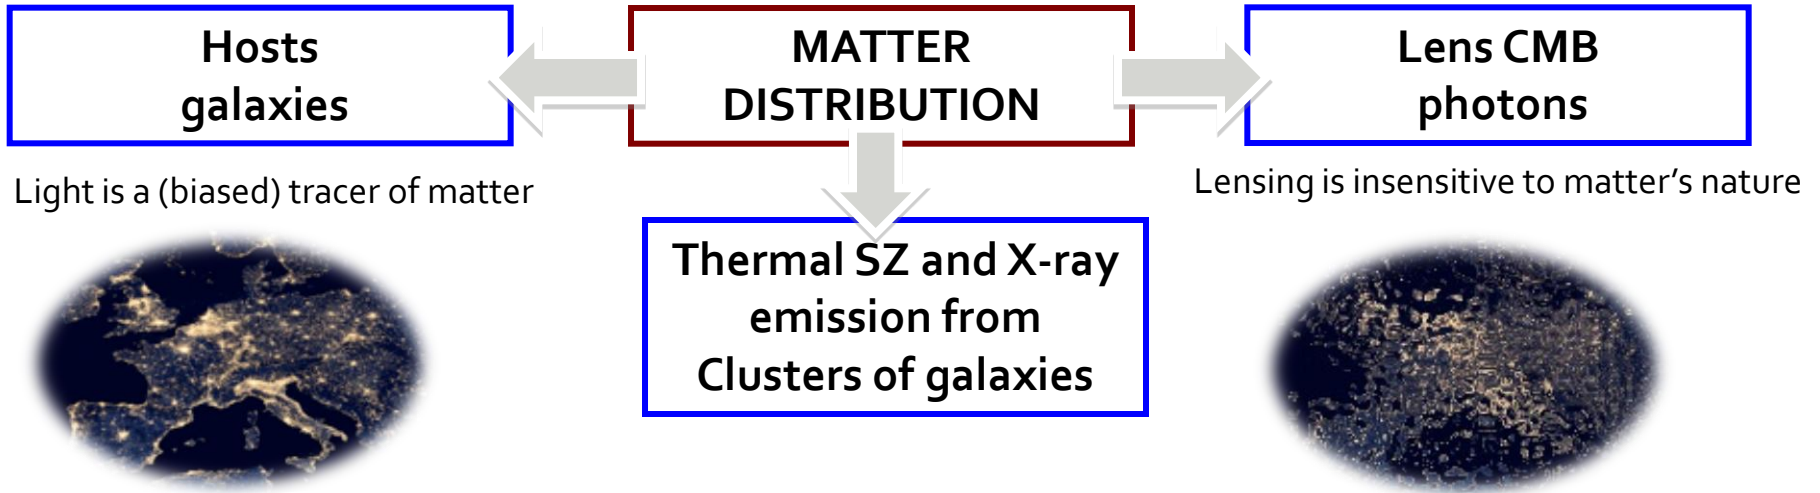 Hosts
galaxies
MATTER
DISTRIBUTION
Lens CMB
photons
Light is a (biased) tracer of matter
Lensing is insensitive to matter’s nature
Thermal SZ and X-ray
emission from
Clusters of galaxies